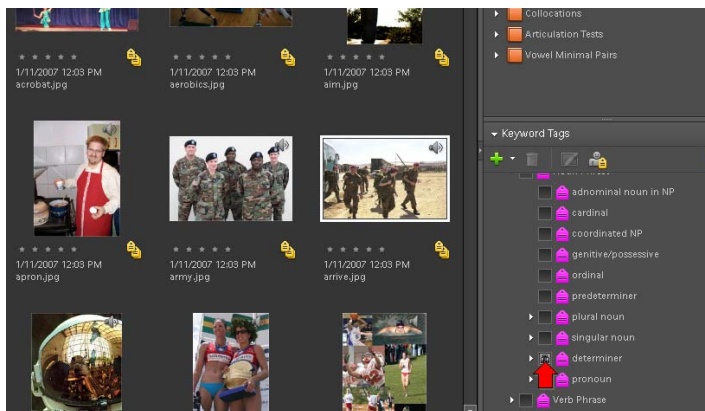 1/11/2007 12:03 PM
acrobat.jpg
1/11/2007 12:03 PM
aerobics.jpg
1/11/2007 12:03 PM
aim.jpg
1/11/2007 12:03 PM
apron.jpg
1/11/2007 12:03 PM
army.jpg
1/11/2007 12:03 PM
arrive.jpg
Collocations
Articulation Tests
Vowel Minimal Pairs
Keyword Tags
adnominal noun in NP
cardinal
coordinated NP
genitive/possessive
ordinal
predeterminer
plural noun
singular noun
determiner
pronoun
Verb Phrase